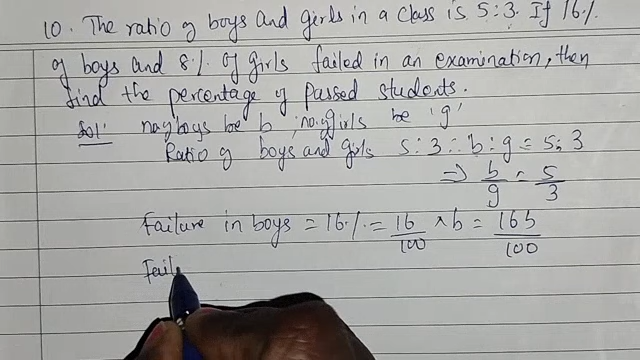 10. The ratio of boys and girls in a class is 5:3. If 16%
of boys and 8% of girls failed in an examination, then
find the percentage of passed students.
Sol: no of boys be b ; no of girls be 'g'
Ratio of boys and girls 5:3 ∴ b:g = 5:3
⇒ b/g = 5/3
Failure in boys = 16% = 16/100 × b = 16b/100
Fail